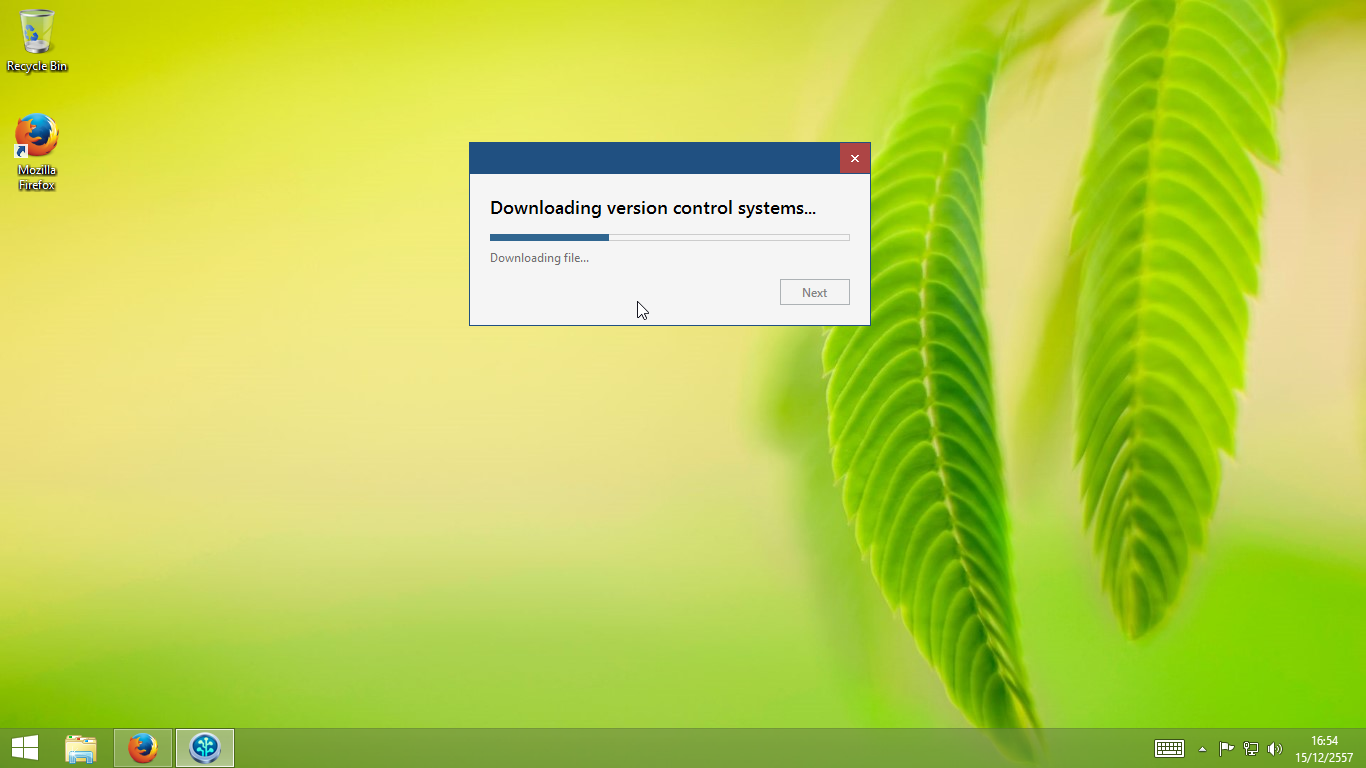 Recycle Bin
Mozilla
Firefox
Downloading version control systems...
Downloading file...
Next
16:54
15/12/2557